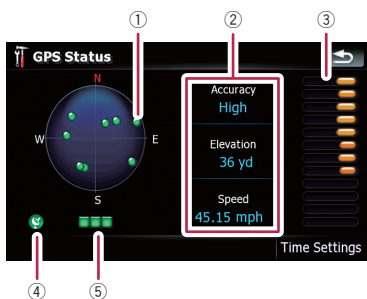 ① ② ③
GPS Status
N
W E
S
Accuracy
High
Elevation
36 yd
Speed
45.15 mph
Time Settings
④ ⑤